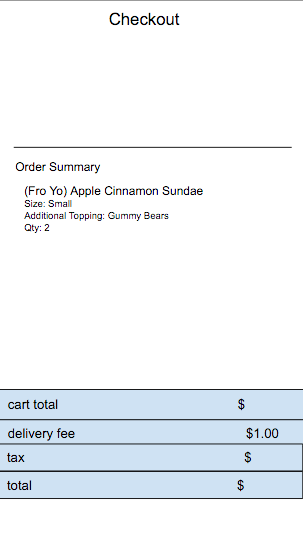 Checkout
Order Summary
(Fro Yo) Apple Cinnamon Sundae
Size: Small
Additional Topping: Gummy Bears
Qty: 2
cart total $
delivery fee $1.00
tax $
total $